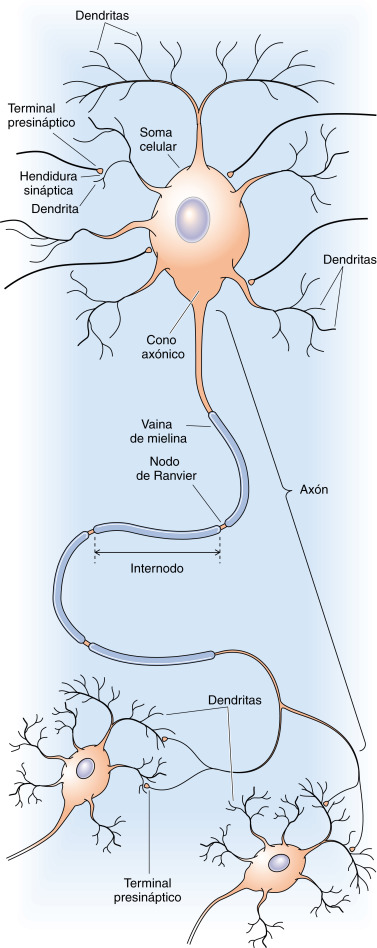 Dendritas
Terminal
presináptico
Soma
celular
Hendidura
sináptica
Dendrita
Dendritas
Cono
axónico
Vaina
de mielina
Nodo
de Ranvier
Axón
Internodo
Dendritas
Terminal
presináptico